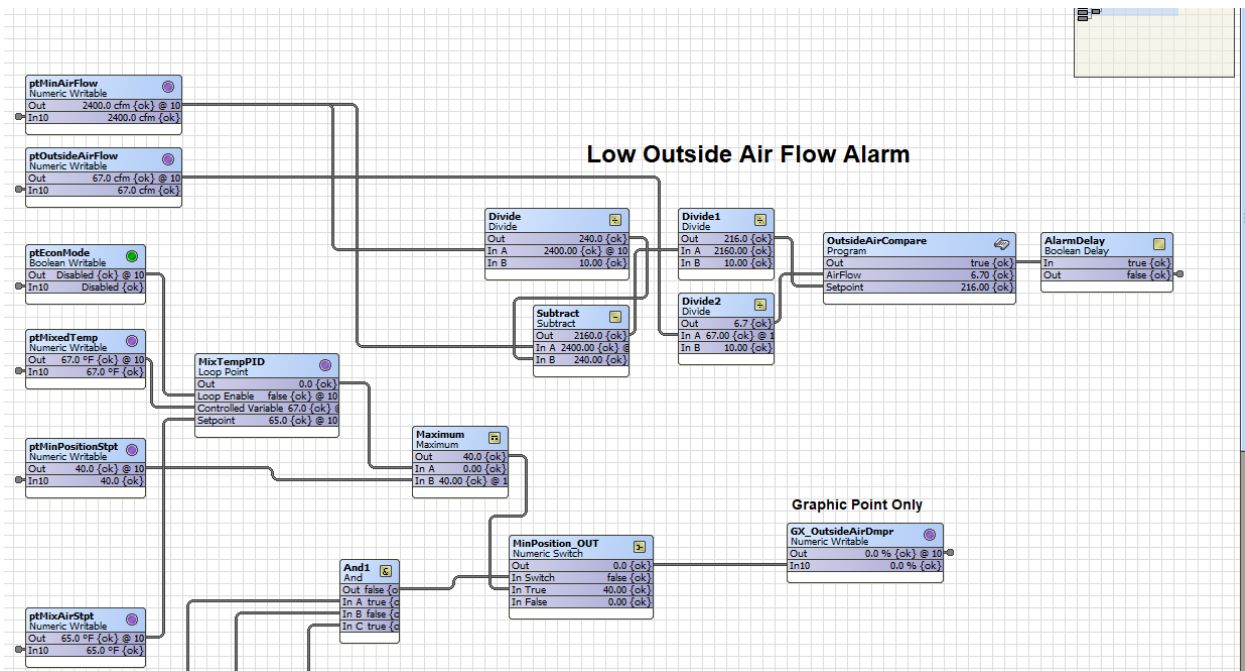 ptMinAirFlow
Numeric Writable
Out 2400.0 cfm {ok} @ 10
In10 2400.0 cfm {ok}
ptOutsideAirFlow
Numeric Writable
Out 67.0 cfm {ok} @ 10
In10 67.0 cfm {ok}
Low Outside Air Flow Alarm
Divide
Divide
Out 240.0 {ok}
In A 2400.00 {ok} @ 10
In B 10.00 {ok}
Divide1
Divide
Out 216.0 {ok}
In A 2160.00 {ok}
In B 10.00 {ok}
OutsideAirCompare
Program
Out true {ok}
AirFlow 6.70 {ok}
Setpoint 216.00 {ok}
AlarmDelay
Boolean Delay
In true {ok}
Out false {ok}
ptEconMode
Boolean Writable
Out Disabled {ok} @ 10
In10 Disabled {ok}
Subtract
Subtract
Out 2160.0 {ok}
In A 2400.00 {ok} @
In B 240.00 {ok}
Divide2
Divide
Out 6.7 {ok}
In A 67.00 {ok} @ 1
In B 10.00 {ok}
ptMixedTemp
Numeric Writable
Out 67.0 °F {ok} @ 10
In10 67.0 °F {ok}
MixTempPID
Loop Point
Out 0.0 {ok}
Loop Enable false {ok} @ 10
Controlled Variable 67.0 {ok} @
Setpoint 65.0 {ok} @ 10
ptMinPositionStpt
Numeric Writable
Out 40.0 {ok} @ 10
In10 40.0 {ok}
Maximum
Maximum
Out 40.0 {ok}
In A 0.00 {ok}
In B 40.00 {ok} @ 1
Graphic Point Only
GX_OutsideAirDmpr
Numeric Writable
Out 0.0 % {ok} @ 10
In10 0.0 % {ok}
MinPosition_OUT
Numeric Switch
Out 0.0 {ok}
In Switch false {ok}
In True 40.00 {ok}
In False 0.00 {ok}
And1
And
Out false {o
In A true {o
In B false {o
In C true {o
ptMixAirStpt
Numeric Writable
Out 65.0 °F {ok} @ 10
In10 65.0 °F {ok}